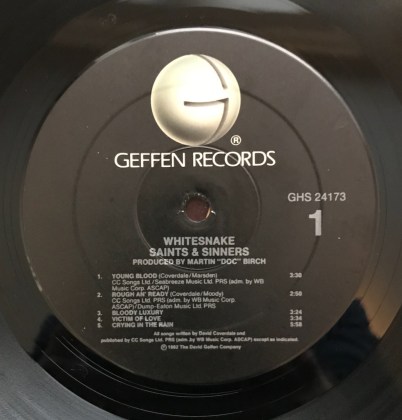 ®
GEFFEN RECORDS
GHS 24173
1
WHITESNAKE
SAINTS & SINNERS
PRODUCED BY MARTIN "DOC" BIRCH
1. YOUNG BLOOD (Coverdale/Marsden) 3:30
CC Songs Ltd./Seabreeze Music Ltd. PRS (adm. by WB
Music Corp. ASCAP)
2. ROUGH AN' READY (Coverdale/Moody) 2:50
CC Songs Ltd. PRS (adm. by WB Music Corp.
ASCAP)/Dump-Eaton Music Ltd. PRS
3. BLOODY LUXURY 3:24
4. VICTIM OF LOVE 3:34
5. CRYING IN THE RAIN 5:58
All songs written by David Coverdale and
published by CC Songs Ltd. PRS (adm. by WB Music Corp. ASCAP) except as indicated.
℗ 1982 The David Geffen Company